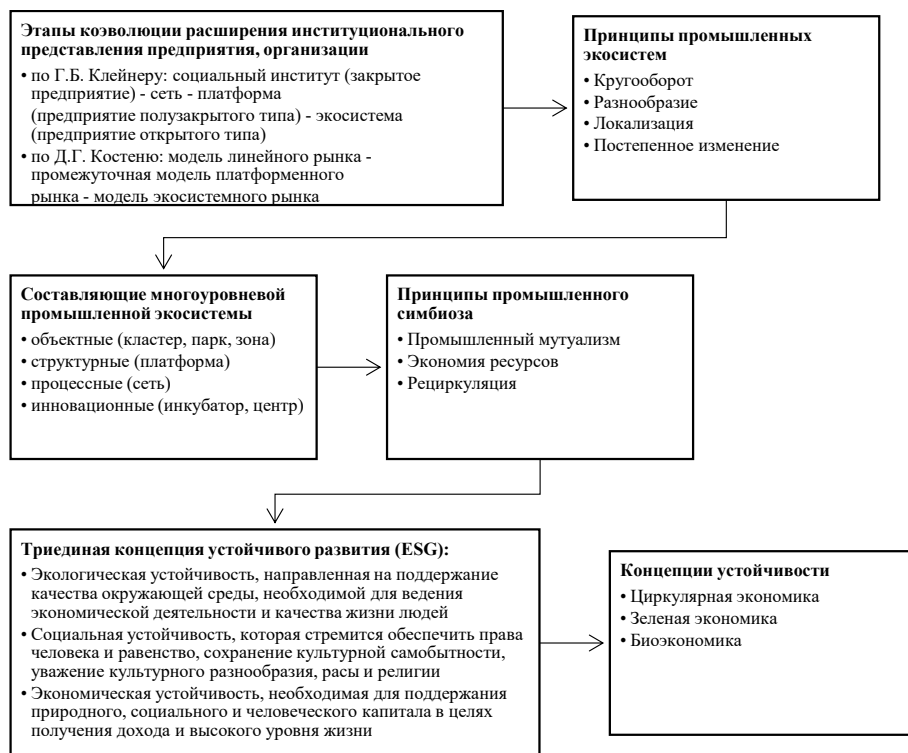 Этапы коэволюции расширения институционального
представления предприятия, организации
• по Г.Б. Клейнеру: социальный институт (закрытое
предприятие) - сеть - платформа
(предприятие полузакрытого типа) - экосистема
(предприятие открытого типа)
• по Д.Г. Костеню: модель линейного рынка -
промежуточная модель платформенного
рынка - модель экосистемного рынка
Принципы промышленных
экосистем
• Кругооборот
• Разнообразие
• Локализация
• Постепенное изменение
Составляющие многоуровневой
промышленной экосистемы
• объектные (кластер, парк, зона)
• структурные (платформа)
• процессные (сеть)
• инновационные (инкубатор, центр)
Принципы промышленного
симбиоза
• Промышленный мутуализм
• Экономия ресурсов
• Рециркуляция
Триединая концепция устойчивого развития (ESG):
• Экологическая устойчивость, направленная на поддержание
качества окружающей среды, необходимой для ведения
экономической деятельности и качества жизни людей
• Социальная устойчивость, которая стремится обеспечить права
человека и равенство, сохранение культурной самобытности,
уважение культурного разнообразия, расы и религии
• Экономическая устойчивость, необходимая для поддержания
природного, социального и человеческого капитала в целях
получения дохода и высокого уровня жизни
Концепции устойчивости
• Циркулярная экономика
• Зеленая экономика
• Биоэкономика